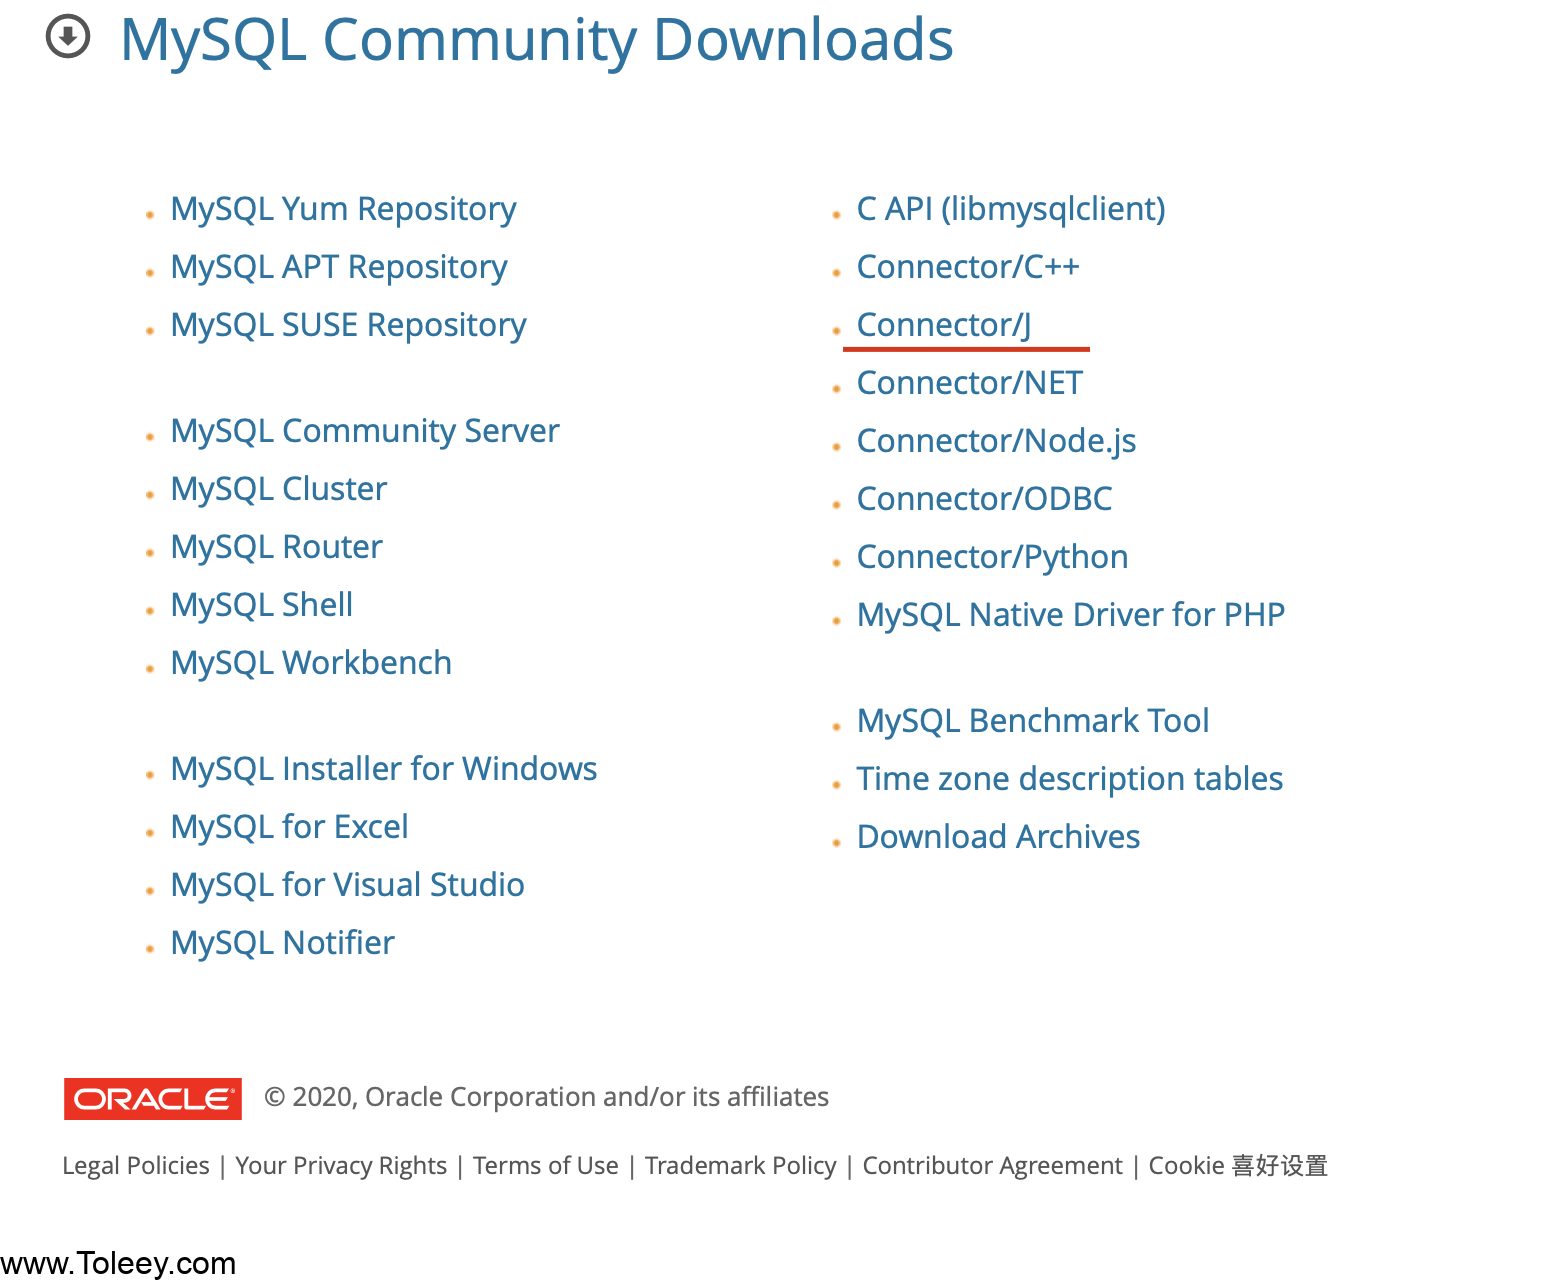 MySQL Community Downloads
MySQL Yum Repository
MySQL APT Repository
MySQL SUSE Repository
MySQL Community Server
MySQL Cluster
MySQL Router
MySQL Shell
MySQL Workbench
MySQL Installer for Windows
MySQL for Excel
MySQL for Visual Studio
MySQL Notifier
C API (libmysqlclient)
Connector/C++
Connector/J
Connector/NET
Connector/Node.js
Connector/ODBC
Connector/Python
MySQL Native Driver for PHP
MySQL Benchmark Tool
Time zone description tables
Download Archives
ORACLE® © 2020, Oracle Corporation and/or its affiliates
Legal Policies | Your Privacy Rights | Terms of Use | Trademark Policy | Contributor Agreement | Cookie 喜好设置
www.Toleey.com